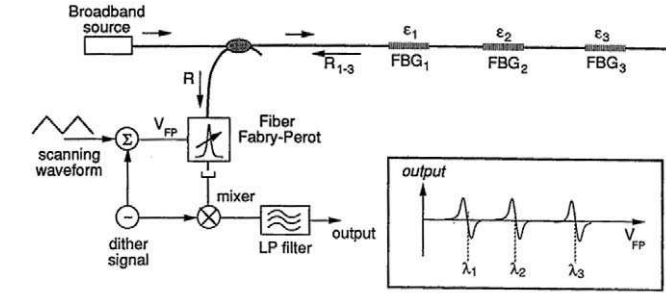 Broadband
source
ε1
ε2
ε3
R1-3
FBG1
FBG2
FBG3
R
Fiber
Fabry-Perot
VFP
Σ
scanning
waveform
mixer
~
dither
signal
LP filter
output
output
VFP
λ1
λ2
λ3